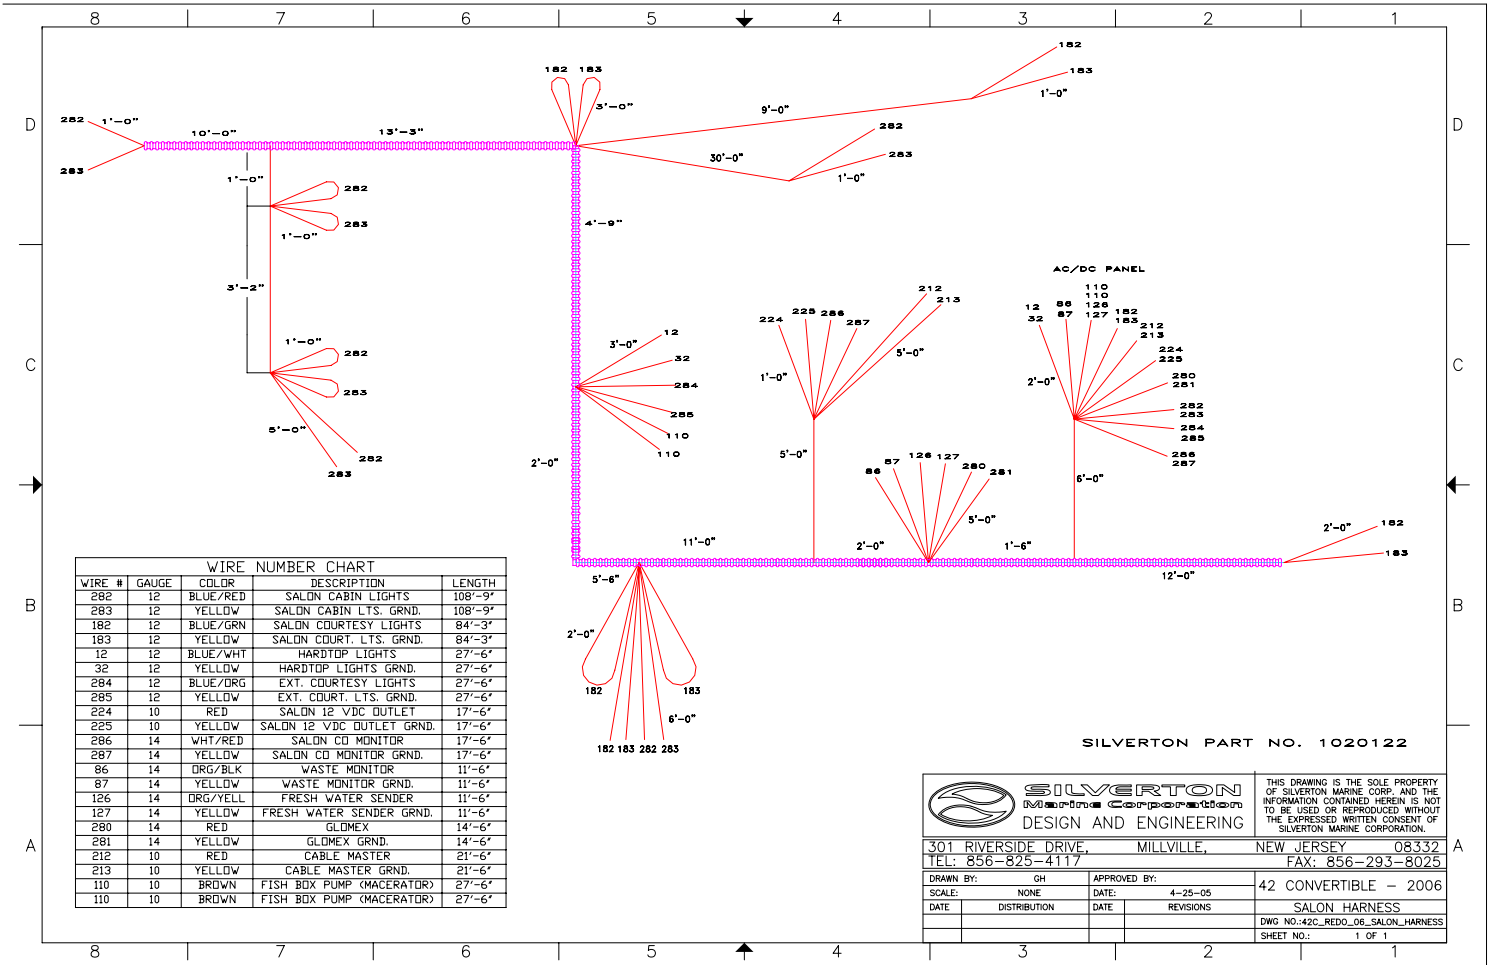 8 7 6 5 4 3 2 1
D
D
C
C
B
B
A
A
182 183
3'-0"
182
183
1'-0"
9'-0"
282
1'-0"
283
10'-0"
13'-3"
30'-0"
282
283
1'-0"
1'-0"
282
283
1'-0"
3'-2"
1'-0"
282
283
5'-0"
282
283
4'-9"
3'-0"
12
32
284
285
110
110
2'-0"
224 225 286 287
212
213
1'-0"
5'-0"
5'-0"
AC/DC PANEL
12
32
86
87
110
110
126
127
182
183
212
213
224
225
280
281
282
283
284
285
286
287
2'-0"
6'-0"
86 87 126 127 280 281
5'-0"
11'-0"
2'-0"
1'-6"
2'-0"
182
183
12'-0"
5'-6"
2'-0"
182
183
6'-0"
182 183 282 283
WIRE NUMBER CHART
WIRE # GAUGE COLOR DESCRIPTION LENGTH
282 12 BLUE/RED SALON CABIN LIGHTS 108'-9"
283 12 YELLOW SALON CABIN LTS. GRND. 108'-9"
182 12 BLUE/GRN SALON COURTESY LIGHTS 84'-3"
183 12 YELLOW SALON COURT. LTS. GRND. 84'-3"
12 12 BLUE/WHT HARDTOP LIGHTS 27'-6"
32 12 YELLOW HARDTOP LIGHTS GRND. 27'-6"
284 12 BLUE/ORG EXT. COURTESY LIGHTS 27'-6"
285 12 YELLOW EXT. COURT. LTS. GRND. 27'-6"
224 10 RED SALON 12 VDC OUTLET 17'-6"
225 10 YELLOW SALON 12 VDC OUTLET GRND. 17'-6"
286 14 WHT/RED SALON CO MONITOR 17'-6"
287 14 YELLOW SALON CO MONITOR GRND. 17'-6"
86 14 ORG/BLK WASTE MONITOR 11'-6"
87 14 YELLOW WASTE MONITOR GRND. 11'-6"
126 14 ORG/YELL FRESH WATER SENDER 11'-6"
127 14 YELLOW FRESH WATER SENDER GRND. 11'-6"
280 14 RED GLOMEX 14'-6"
281 14 YELLOW GLOMEX GRND. 14'-6"
212 10 RED CABLE MASTER 21'-6"
213 10 YELLOW CABLE MASTER GRND. 21'-6"
110 10 BROWN FISH BOX PUMP (MACERATOR) 27'-6"
110 10 BROWN FISH BOX PUMP (MACERATOR) 27'-6"
SILVERTON PART NO. 1020122
SILVERTON
Marine Corporation
DESIGN AND ENGINEERING
THIS DRAWING IS THE SOLE PROPERTY
OF SILVERTON MARINE CORP. AND THE
INFORMATION CONTAINED HEREIN IS NOT
TO BE USED OR REPRODUCED WITHOUT
THE EXPRESSED WRITTEN CONSENT OF
SILVERTON MARINE CORPORATION.
301 RIVERSIDE DRIVE, MILLVILLE, NEW JERSEY 08332
TEL: 856-825-4117 FAX: 856-293-8025
DRAWN BY: GH APPROVED BY:
42 CONVERTIBLE - 2006
SCALE: NONE DATE: 4-25-05
DATE DISTRIBUTION DATE REVISIONS
SALON HARNESS
DWG NO.:42C_REDO_06_SALON_HARNESS
SHEET NO.: 1 OF 1
8 7 6 5 4 3 2 1